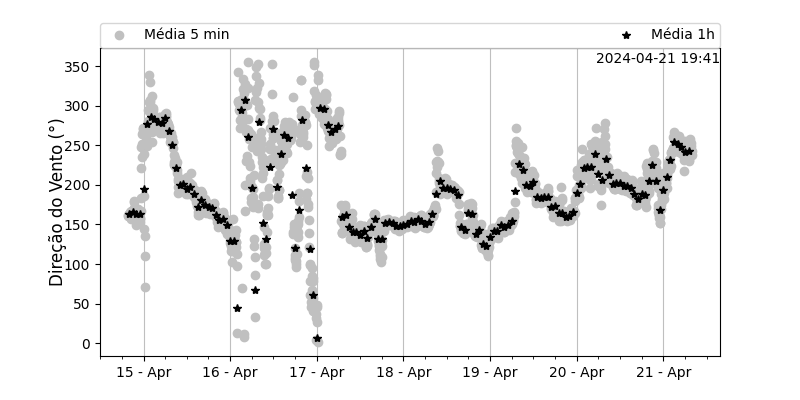 Média 5 min
Média 1h
2024-04-21 19:41
Direção do Vento (°)
350
300
250
200
150
100
50
0
15 - Apr
16 - Apr
17 - Apr
18 - Apr
19 - Apr
20 - Apr
21 - Apr